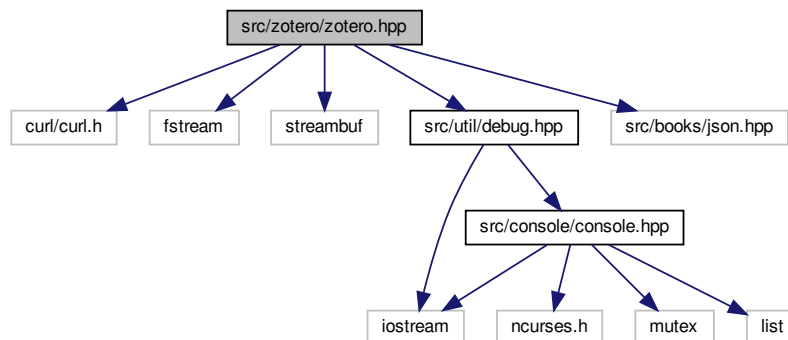 src/zotero/zotero.hpp
curl/curl.h
fstream
streambuf
src/util/debug.hpp
src/books/json.hpp
src/console/console.hpp
iostream
ncurses.h
mutex
list